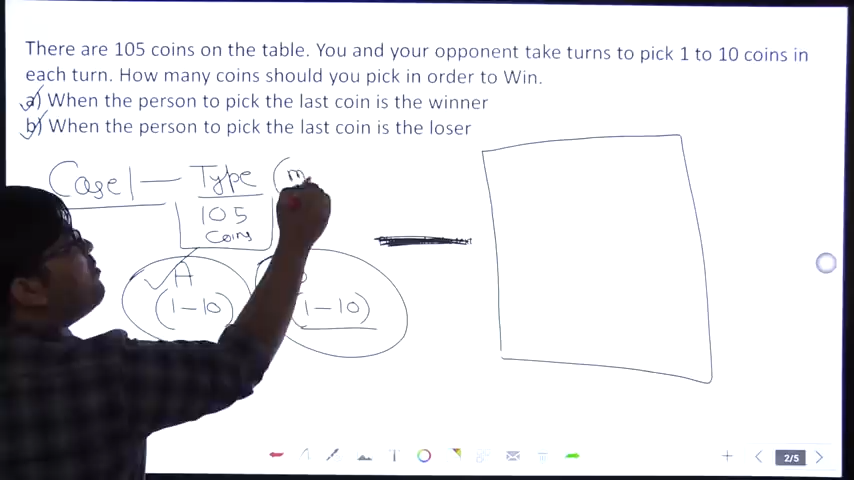 There are 105 coins on the table. You and your opponent take turns to pick 1 to 10 coins in
each turn. How many coins should you pick in order to Win.
a) When the person to pick the last coin is the winner
b) When the person to pick the last coin is the loser
Case 1 — Type (m
105
Coins
A
(1-10)
(1-10)
2/5